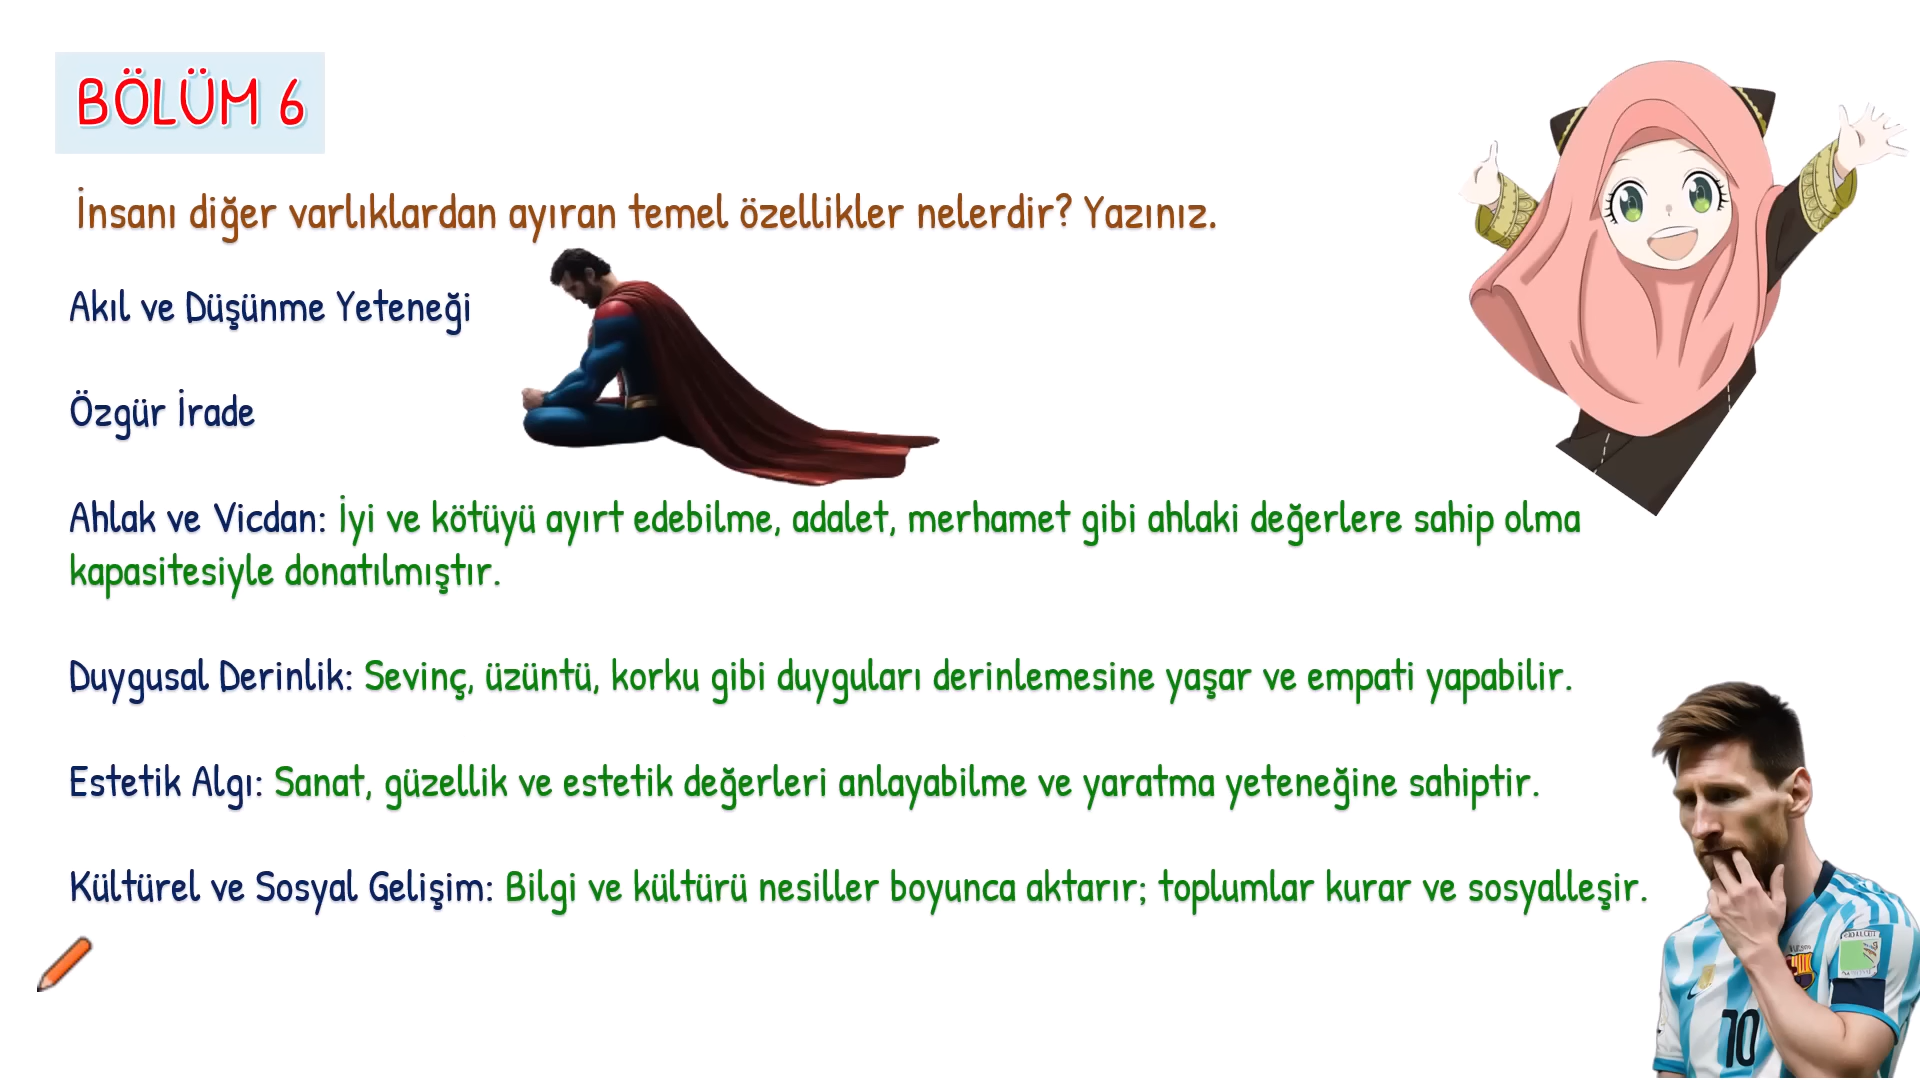 BÖLÜM 6
İnsanı diğer varlıklardan ayıran temel özellikler nelerdir? Yazınız.
Akıl ve Düşünme Yeteneği
Özgür İrade
Ahlak ve Vicdan: İyi ve kötüyü ayırt edebilme, adalet, merhamet gibi ahlaki değerlere sahip olma
kapasitesiyle donatılmıştır.
Duygusal Derinlik: Sevinç, üzüntü, korku gibi duyguları derinlemesine yaşar ve empati yapabilir.
Estetik Algı: Sanat, güzellik ve estetik değerleri anlayabilme ve yaratma yeteneğine sahiptir.
Kültürel ve Sosyal Gelişim: Bilgi ve kültürü nesiller boyunca aktarır; toplumlar kurar ve sosyalleşir.
10